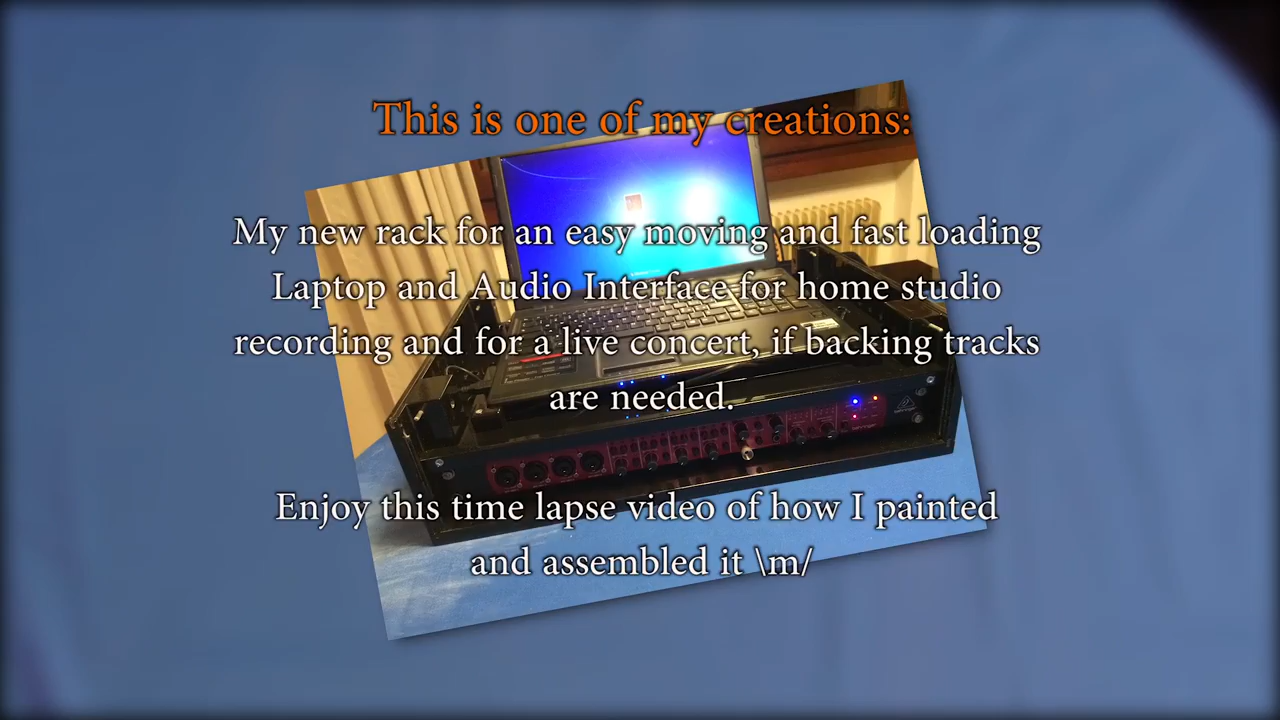 This is one of my creations:
My new rack for an easy moving and fast loading
Laptop and Audio Interface for home studio
recording and for a live concert, if backing tracks
are needed.
Enjoy this time lapse video of how I painted
and assembled it \m/